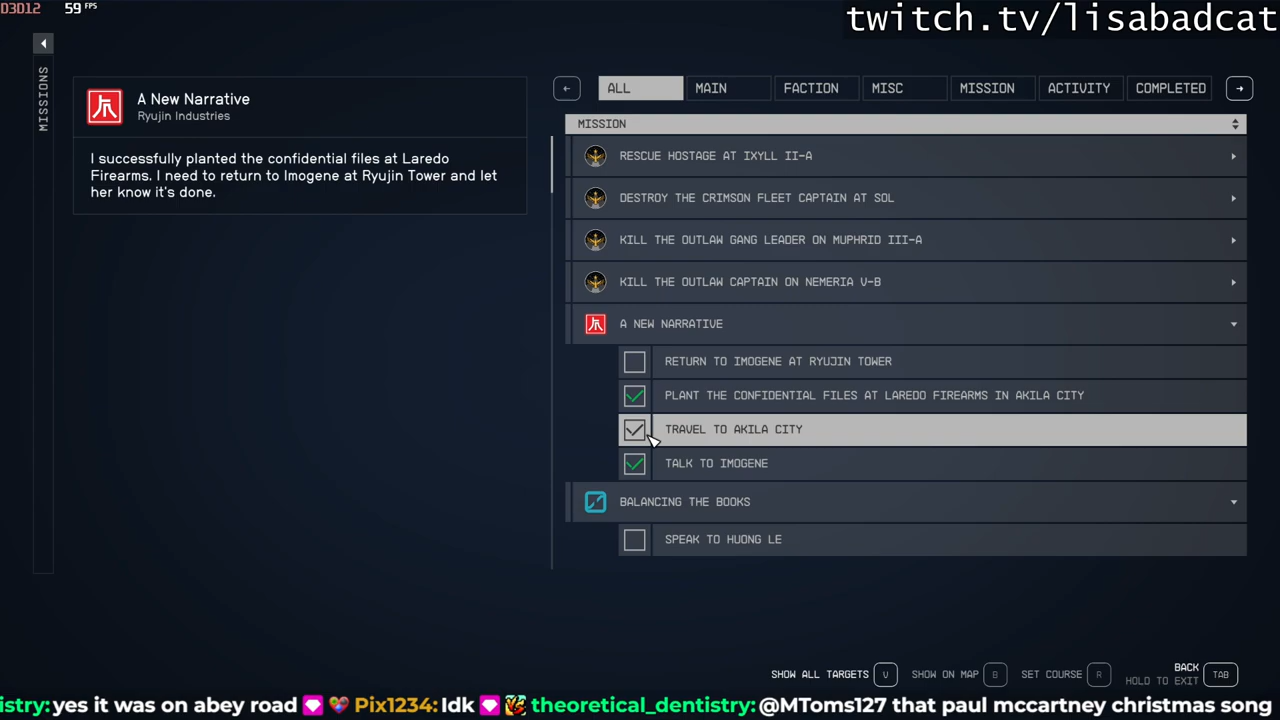 D3D12 59 FPS
twitch.tv/lisabadcat
MISSIONS
A New Narrative
Ryujin Industries
I successfully planted the confidential files at Laredo
Firearms. I need to return to Imogene at Ryujin Tower and let
her know it's done.
ALL MAIN FACTION MISC MISSION ACTIVITY COMPLETED
MISSION
RESCUE HOSTAGE AT IXYLL II-A
DESTROY THE CRIMSON FLEET CAPTAIN AT SOL
KILL THE OUTLAW GANG LEADER ON MUPHRID III-A
KILL THE OUTLAW CAPTAIN ON NEMERIA V-B
A NEW NARRATIVE
RETURN TO IMOGENE AT RYUJIN TOWER
PLANT THE CONFIDENTIAL FILES AT LAREDO FIREARMS IN AKILA CITY
TRAVEL TO AKILA CITY
TALK TO IMOGENE
BALANCING THE BOOKS
SPEAK TO HUONG LE
SHOW ALL TARGETS V SHOW ON MAP B SET COURSE R BACK HOLD TO EXIT TAB
istry: yes it was on abey road Pix1234: Idk theoretical_dentistry: @MToms127 that paul mccartney christmas song